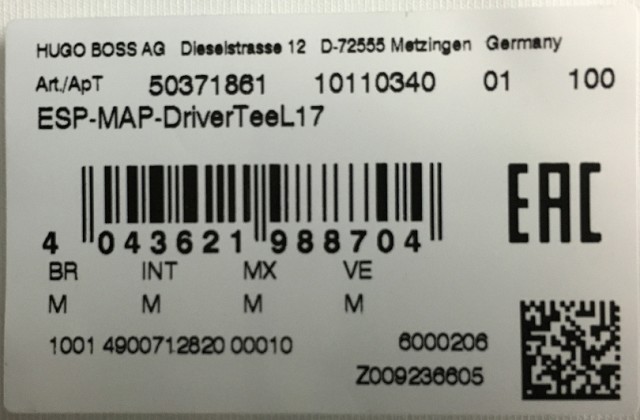 HUGO BOSS AG Dieselstrasse 12 D-72555 Metzingen Germany
Art./ApT 50371861 10110340 01 100
ESP-MAP-DriverTeeL17
EAC
4 043621 988704
BR INT MX VE
M M M M
1001 4900712820 00010 6000206
Z009236605